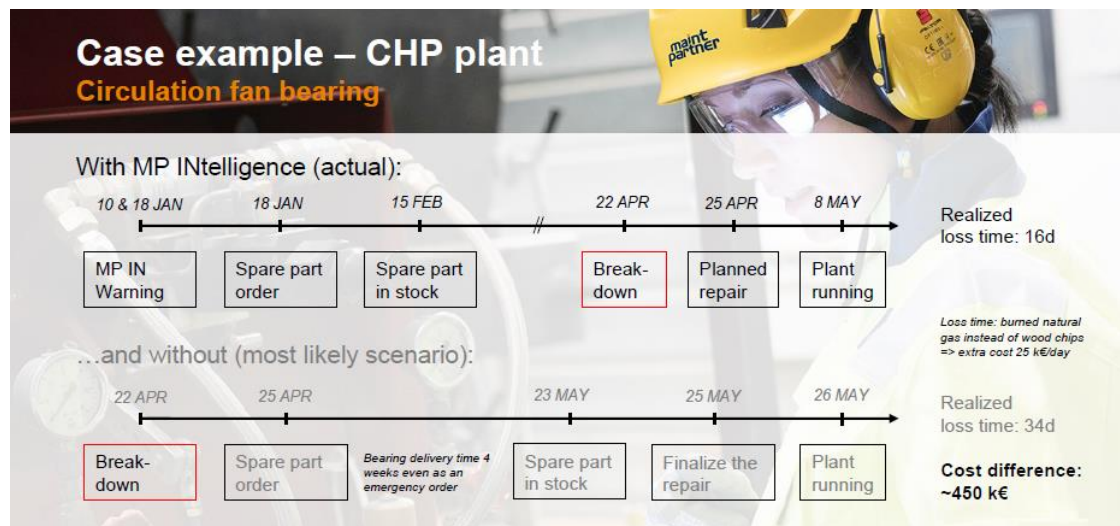 Case example – CHP plant
Circulation fan bearing
maint
partner
With MP INtelligence (actual):
10 & 18 JAN
18 JAN
15 FEB
22 APR
25 APR
8 MAY
Realized
loss time: 16d
MP IN
Warning
Spare part
order
Spare part
in stock
Break-
down
Planned
repair
Plant
running
Loss time: burned natural
gas instead of wood chips
=> extra cost 25 k€/day
…and without (most likely scenario):
22 APR
25 APR
23 MAY
25 MAY
26 MAY
Realized
loss time: 34d
Break-
down
Spare part
order
Bearing delivery time 4
weeks even as an
emergency order
Spare part
in stock
Finalize the
repair
Plant
running
Cost difference:
~450 k€